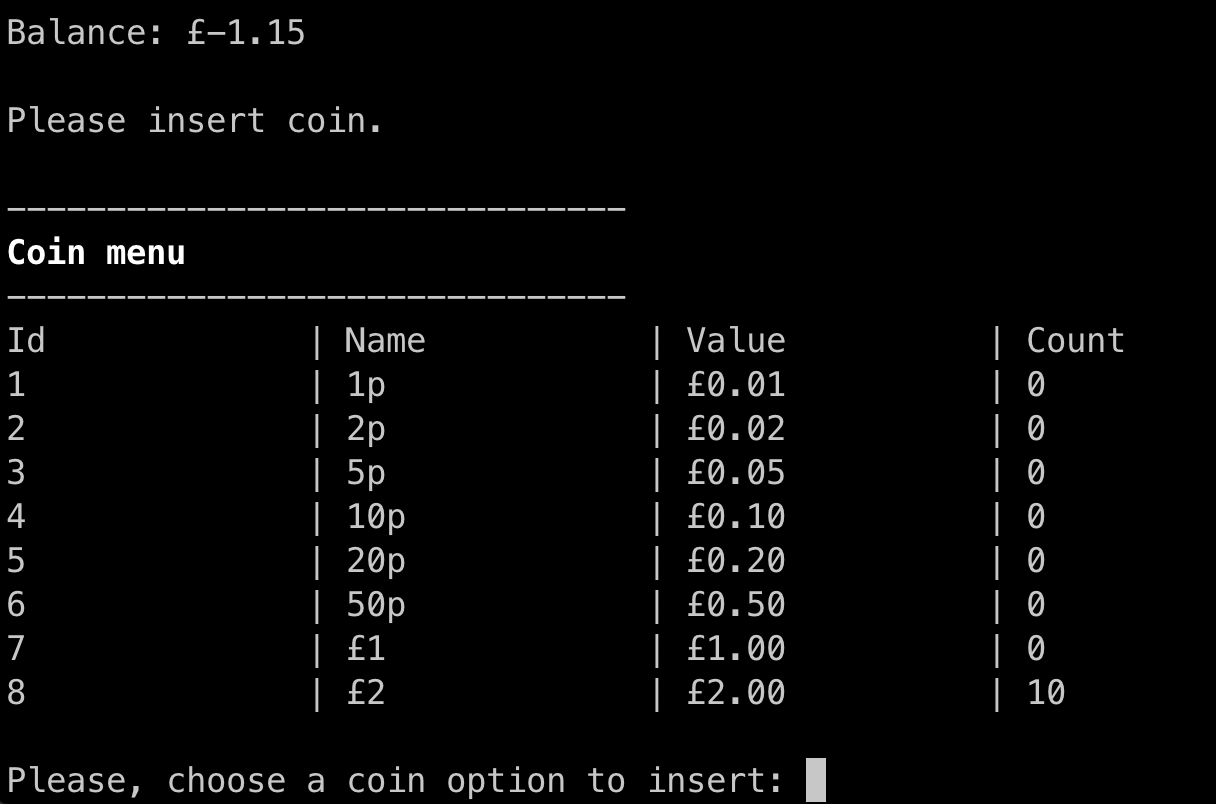 Balance: £-1.15
Please insert coin.
-------------------------------
Coin menu
-------------------------------
Id | Name | Value | Count
1 | 1p | £0.01 | 0
2 | 2p | £0.02 | 0
3 | 5p | £0.05 | 0
4 | 10p | £0.10 | 0
5 | 20p | £0.20 | 0
6 | 50p | £0.50 | 0
7 | £1 | £1.00 | 0
8 | £2 | £2.00 | 10
Please, choose a coin option to insert: